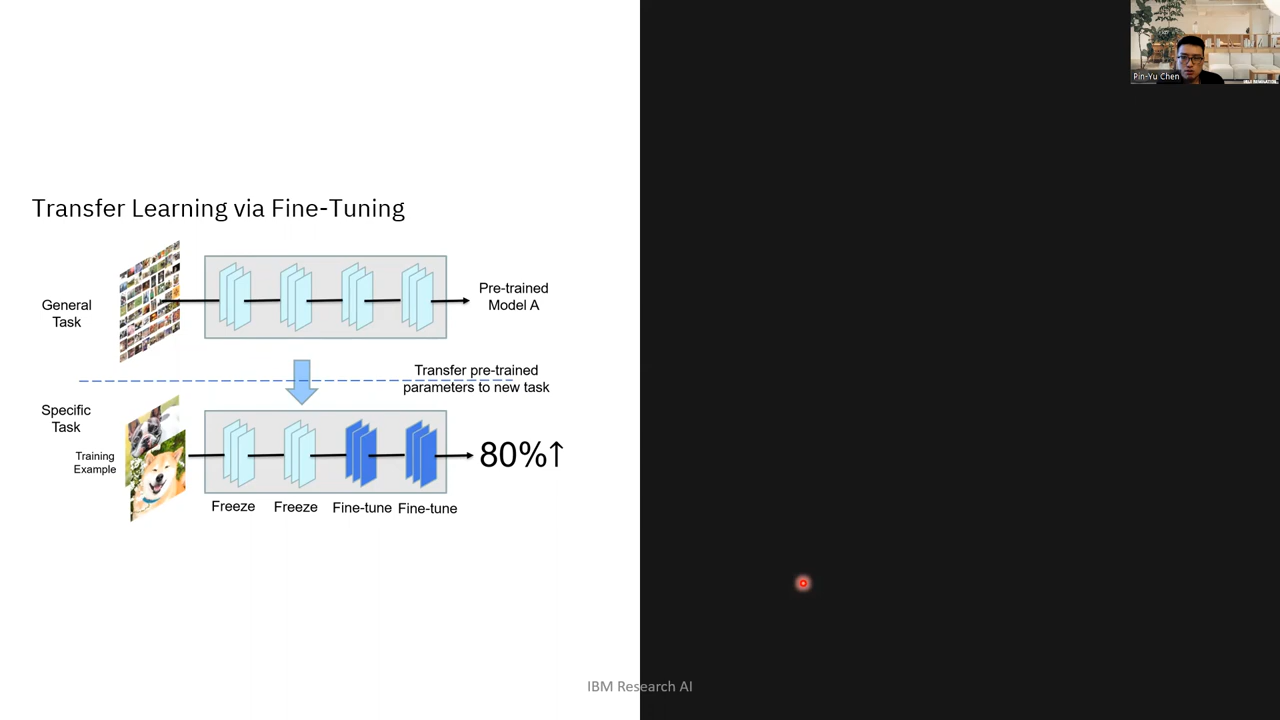 Pin-Yu Chen
Transfer Learning via Fine-Tuning
General
Task
Pre-trained
Model A
Transfer pre-trained
parameters to new task
Specific
Task
Training
Example
80%↑
Freeze
Freeze
Fine-tune
Fine-tune
IBM Research AI